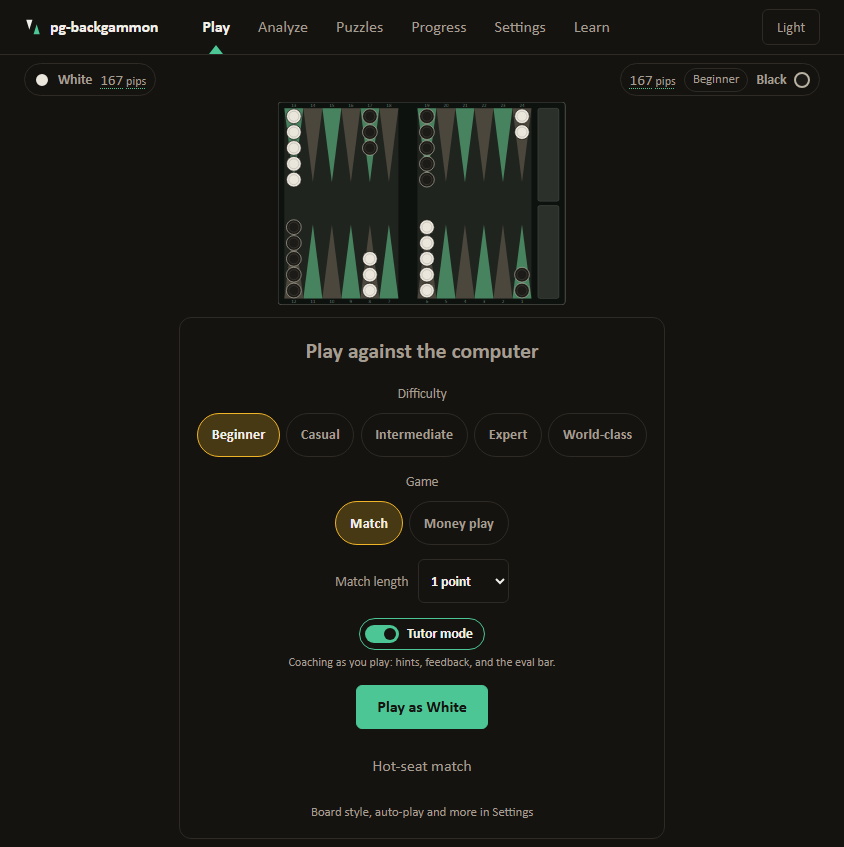 pg-backgammon Play Analyze Puzzles Progress Settings Learn Light
White 167 pips 167 pips Beginner Black
Play against the computer
Difficulty
Beginner Casual Intermediate Expert World-class
Game
Match Money play
Match length 1 point
Tutor mode
Coaching as you play: hints, feedback, and the eval bar.
Play as White
Hot-seat match
Board style, auto-play and more in Settings